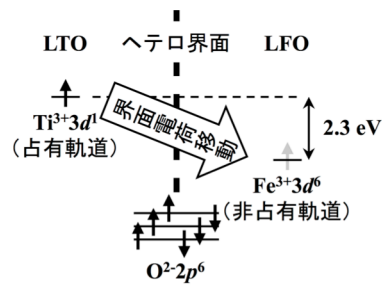 LTO ヘテロ界面 LFO
界面電荷移動
Ti³⁺3d¹
(占有軌道)
2.3 eV
Fe³⁺3d⁶
(非占有軌道)
O²⁻2p⁶